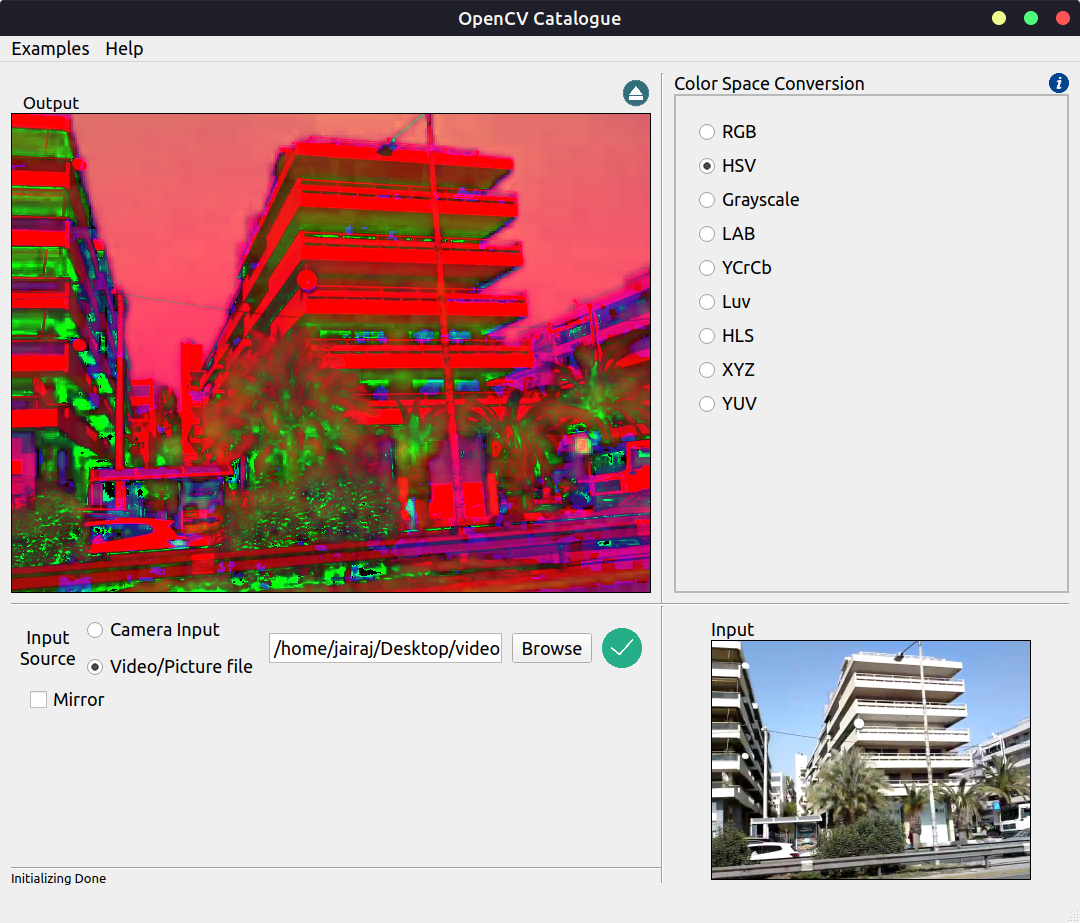 OpenCV Catalogue
Examples Help
Output
Color Space Conversion
i
RGB
HSV
Grayscale
LAB
YCrCb
Luv
HLS
XYZ
YUV
Input
Source
Camera Input
Video/Picture file
/home/jairaj/Desktop/video
Browse
Mirror
Input
Initializing Done